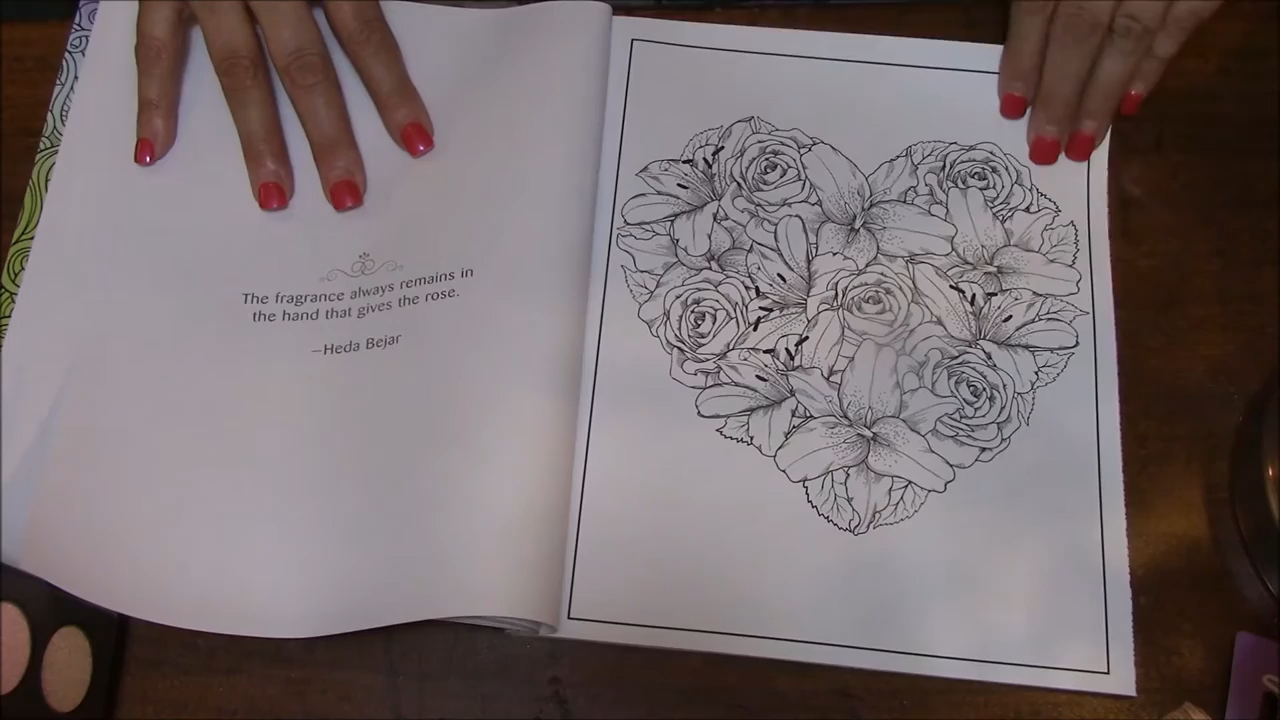 The fragrance always remains in
the hand that gives the rose.
—Heda Bejar